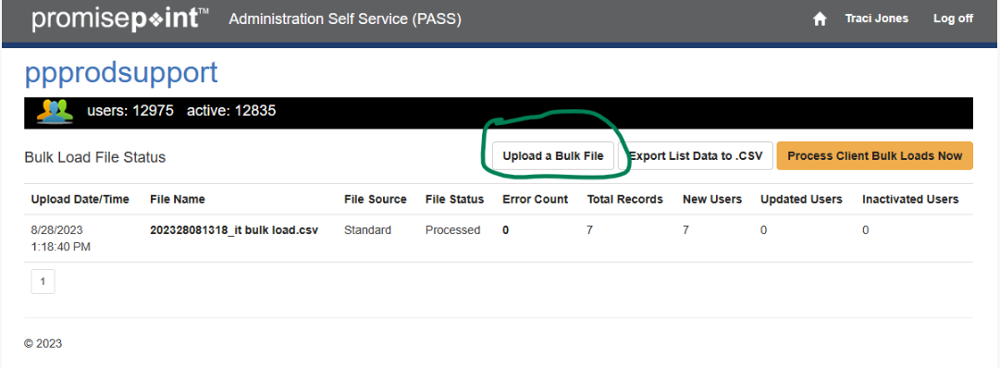 promisepoint™ Administration Self Service (PASS) Traci Jones Log off
ppprodsupport
users: 12975 active: 12835
Bulk Load File Status Upload a Bulk File Export List Data to .CSV Process Client Bulk Loads Now
Upload Date/Time File Name File Source File Status Error Count Total Records New Users Updated Users Inactivated Users
8/28/2023 202328081318_it bulk load.csv Standard Processed 0 7 7 0 0
1:18:40 PM
1
© 2023